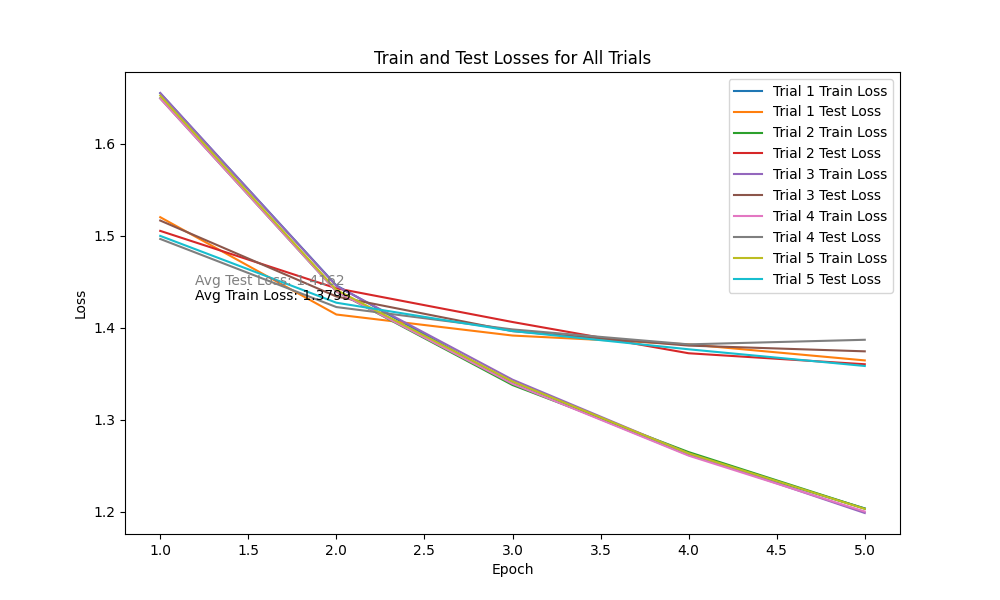 Train and Test Losses for All Trials
Trial 1 Train Loss
Trial 1 Test Loss
Trial 2 Train Loss
Trial 2 Test Loss
Trial 3 Train Loss
Trial 3 Test Loss
Trial 4 Train Loss
Trial 4 Test Loss
Trial 5 Train Loss
Trial 5 Test Loss
Loss
1.6
1.5
1.4
1.3
1.2
Avg Test Loss:
Avg Train Loss: 1.3799
1.0 1.5 2.0 2.5 3.0 3.5 4.0 4.5 5.0
Epoch